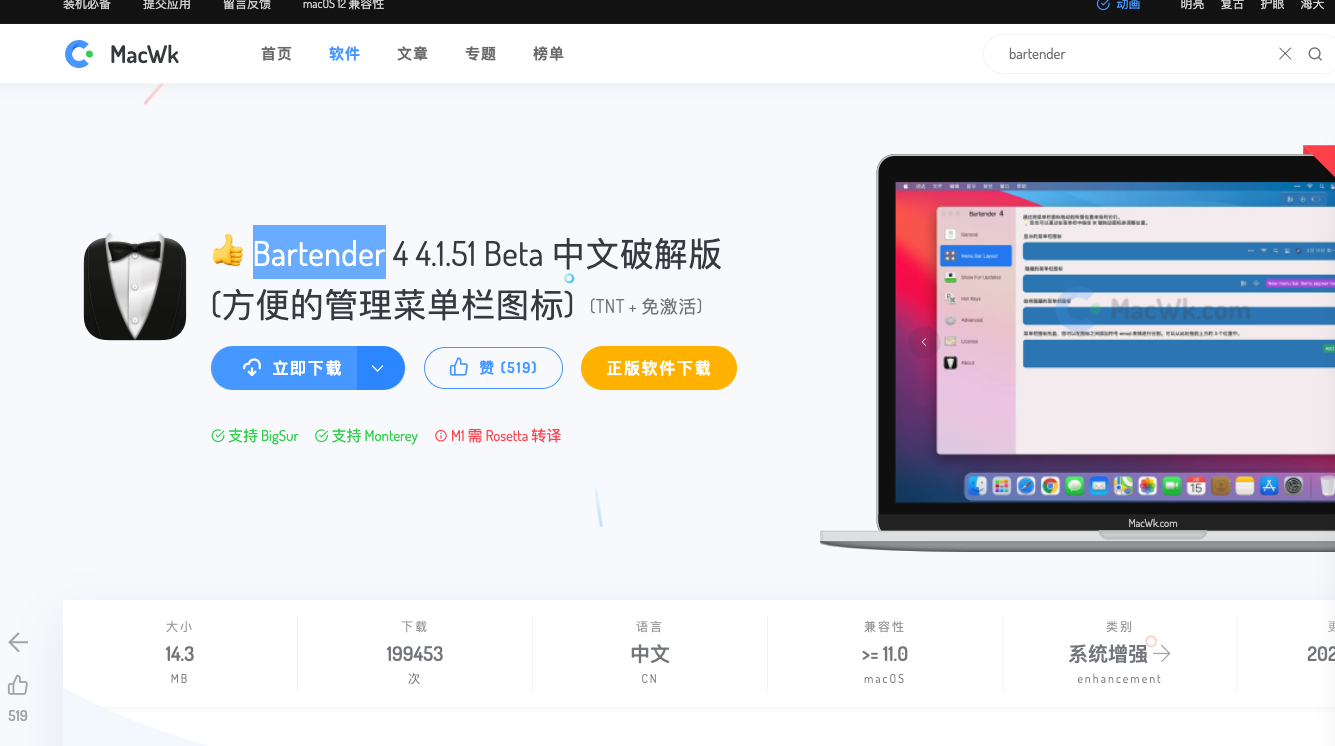 装机必备 提交应用 留言反馈 macOS 12 兼容性 动画 明亮 复古 护眼 海天
MacWk 首页 软件 文章 专题 榜单 bartender
👍 Bartender 4 4.1.51 Beta 中文破解版
(方便的管理菜单栏图标) (TNT + 免激活)
立即下载 赞 (519) 正版软件下载
支持 BigSur 支持 Monterey M1 需 Rosetta 转译
Bartender 4
General
Menu Bar Layout
Show For Updates
Hot Keys
Advanced
License
About
MacWk.com
15
MacWk.com
大小 下载 语言 兼容性 类别
14.3 199453 中文 >= 11.0 系统增强 202
MB 次 CN macOS enhancement
519